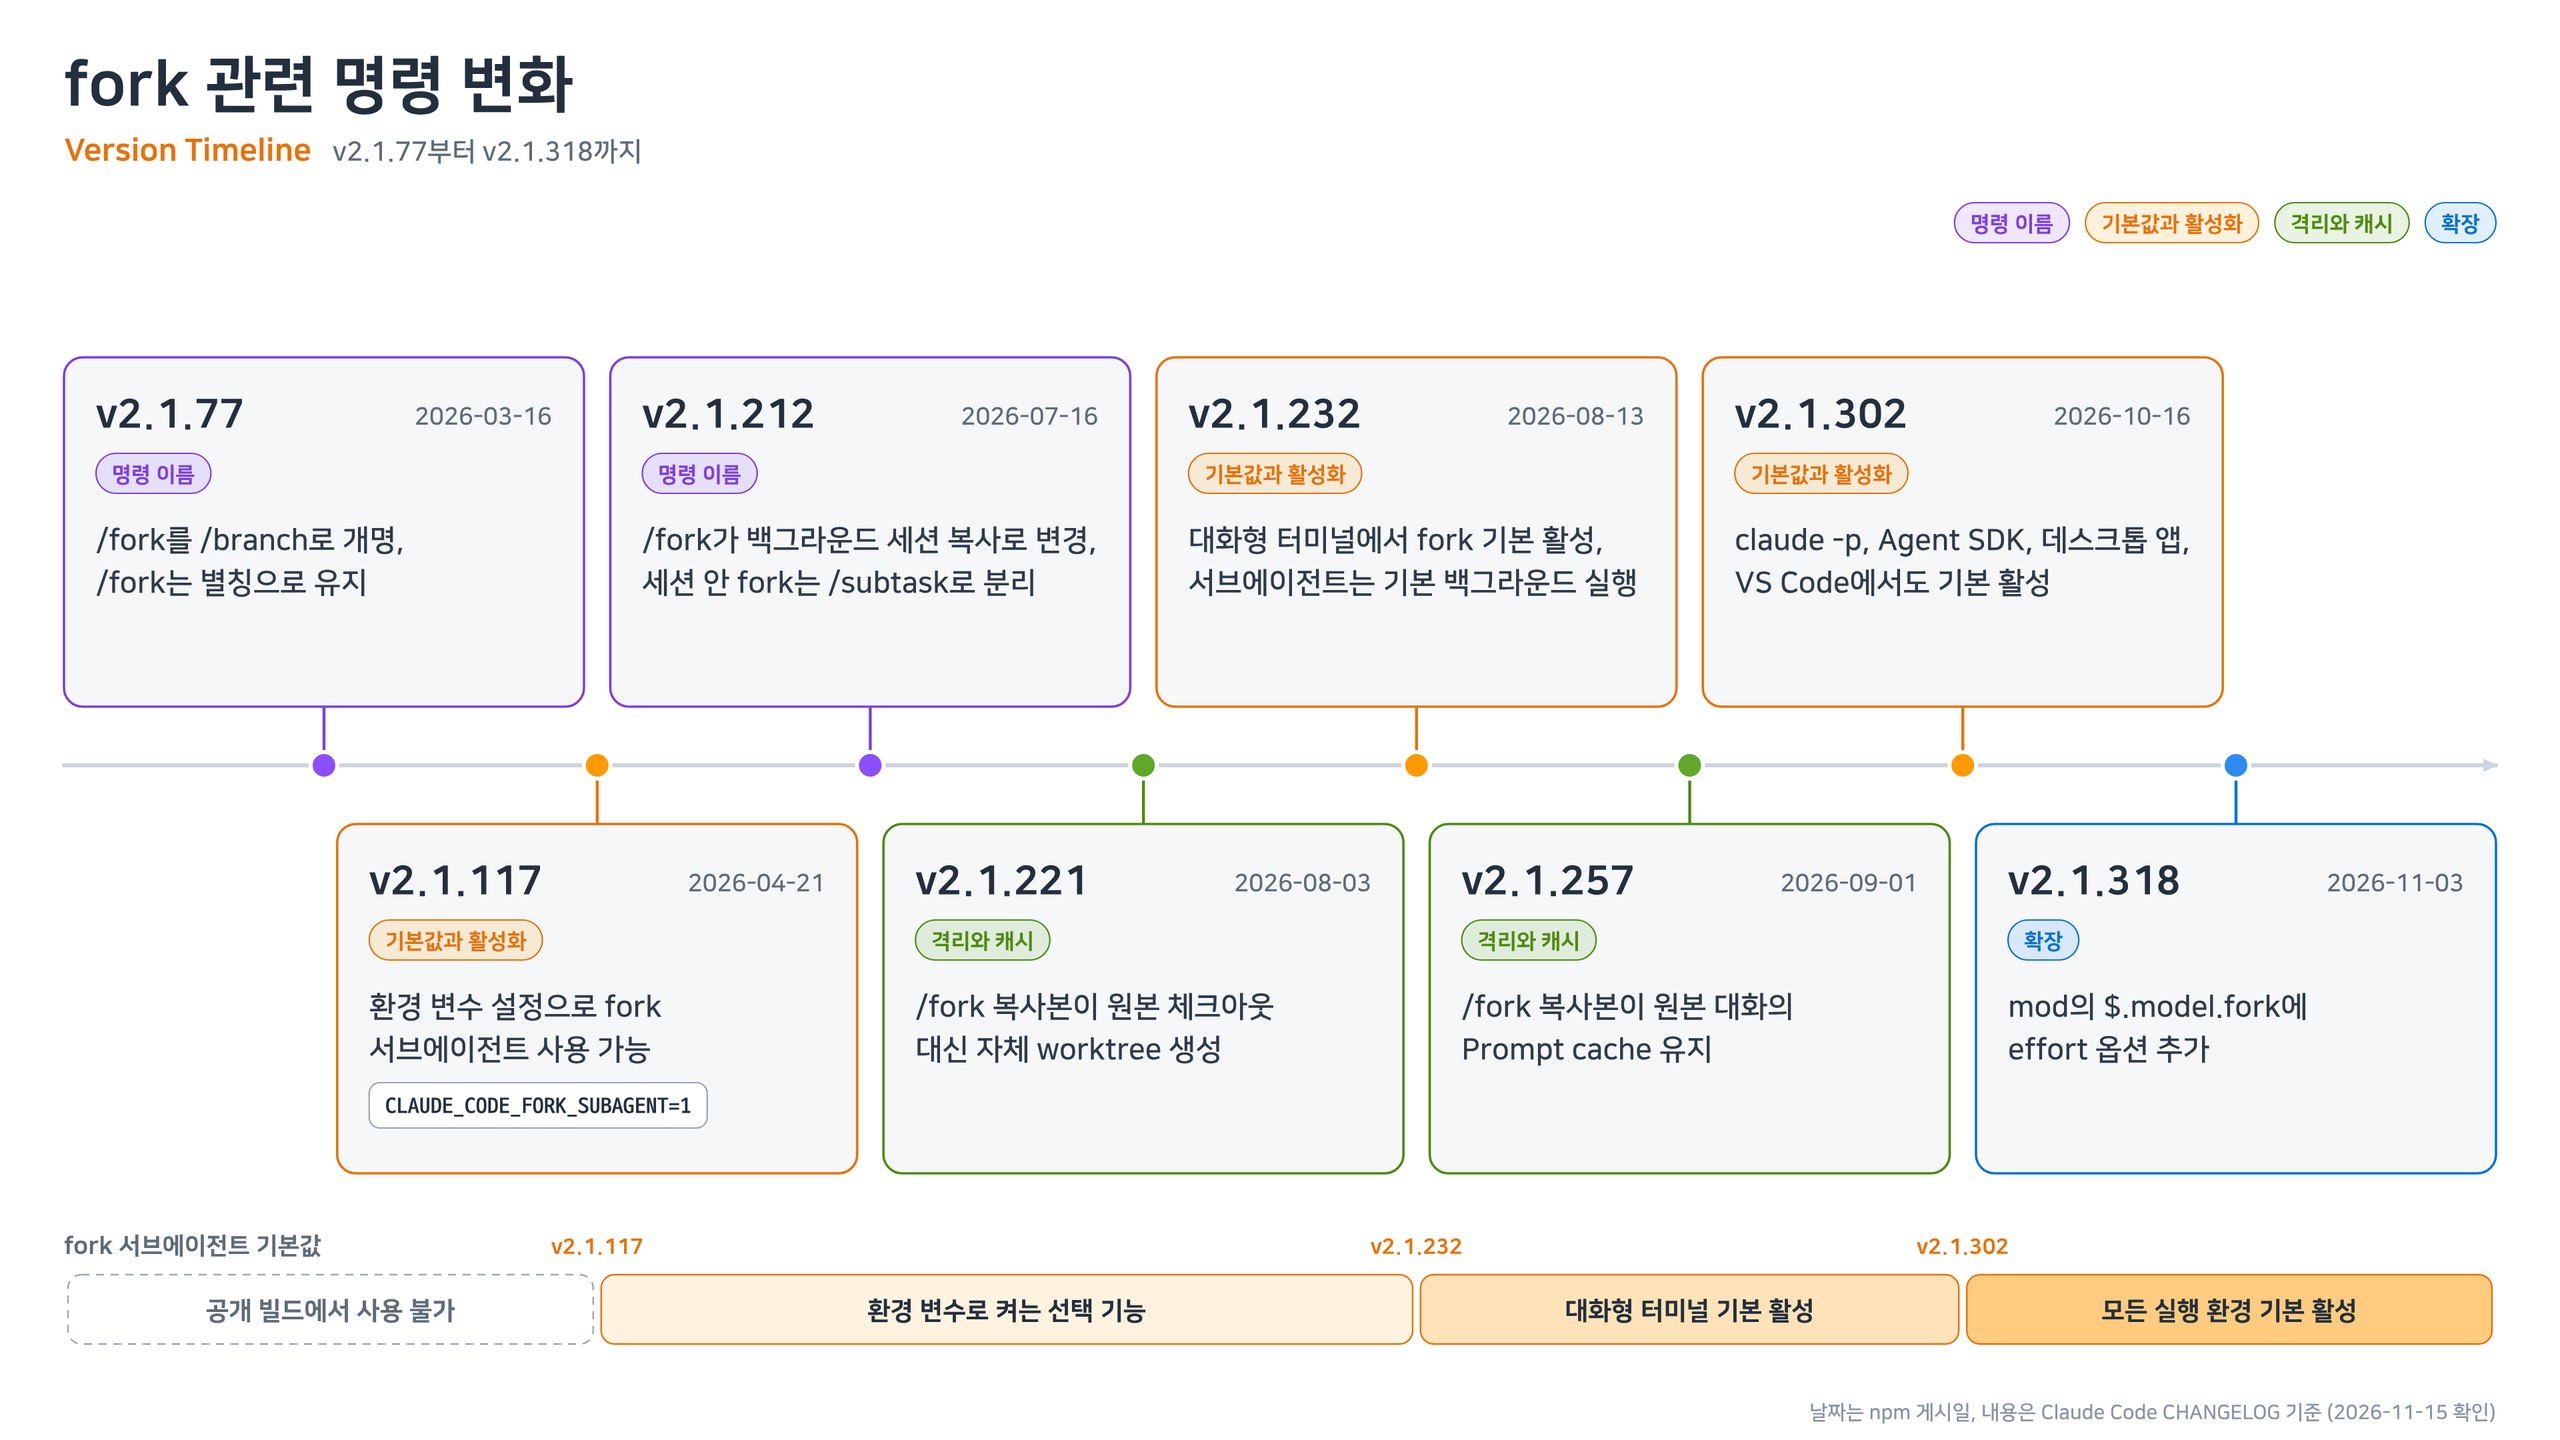 fork 관련 명령 변화
Version Timeline v2.1.77부터 v2.1.318까지
명령 이름 기본값과 활성화 격리와 캐시 확장
v2.1.77 2026-03-16
명령 이름
/fork를 /branch로 개명,
/fork는 별칭으로 유지
v2.1.212 2026-07-16
명령 이름
/fork가 백그라운드 세션 복사로 변경,
세션 안 fork는 /subtask로 분리
v2.1.232 2026-08-13
기본값과 활성화
대화형 터미널에서 fork 기본 활성,
서브에이전트는 기본 백그라운드 실행
v2.1.302 2026-10-16
기본값과 활성화
claude -p, Agent SDK, 데스크톱 앱,
VS Code에서도 기본 활성
v2.1.117 2026-04-21
기본값과 활성화
환경 변수 설정으로 fork
서브에이전트 사용 가능
CLAUDE_CODE_FORK_SUBAGENT=1
v2.1.221 2026-08-03
격리와 캐시
/fork 복사본이 원본 체크아웃
대신 자체 worktree 생성
v2.1.257 2026-09-01
격리와 캐시
/fork 복사본이 원본 대화의
Prompt cache 유지
v2.1.318 2026-11-03
확장
mod의 $.model.fork에
effort 옵션 추가
fork 서브에이전트 기본값 v2.1.117 v2.1.232 v2.1.302
공개 빌드에서 사용 불가 환경 변수로 켜는 선택 기능 대화형 터미널 기본 활성 모든 실행 환경 기본 활성
날짜는 npm 게시일, 내용은 Claude Code CHANGELOG 기준 (2026-11-15 확인)